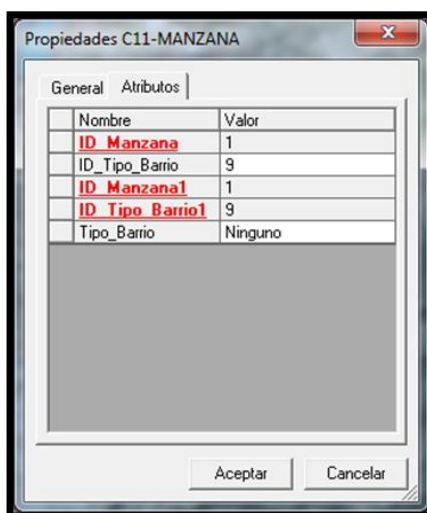 Propiedades C11-MANZANA
General Atributos
Nombre Valor
ID_Manzana 1
ID_Tipo_Barrio 9
ID_Manzana1 1
ID_Tipo_Barrio1 9
Tipo_Barrio Ninguno
Aceptar Cancelar